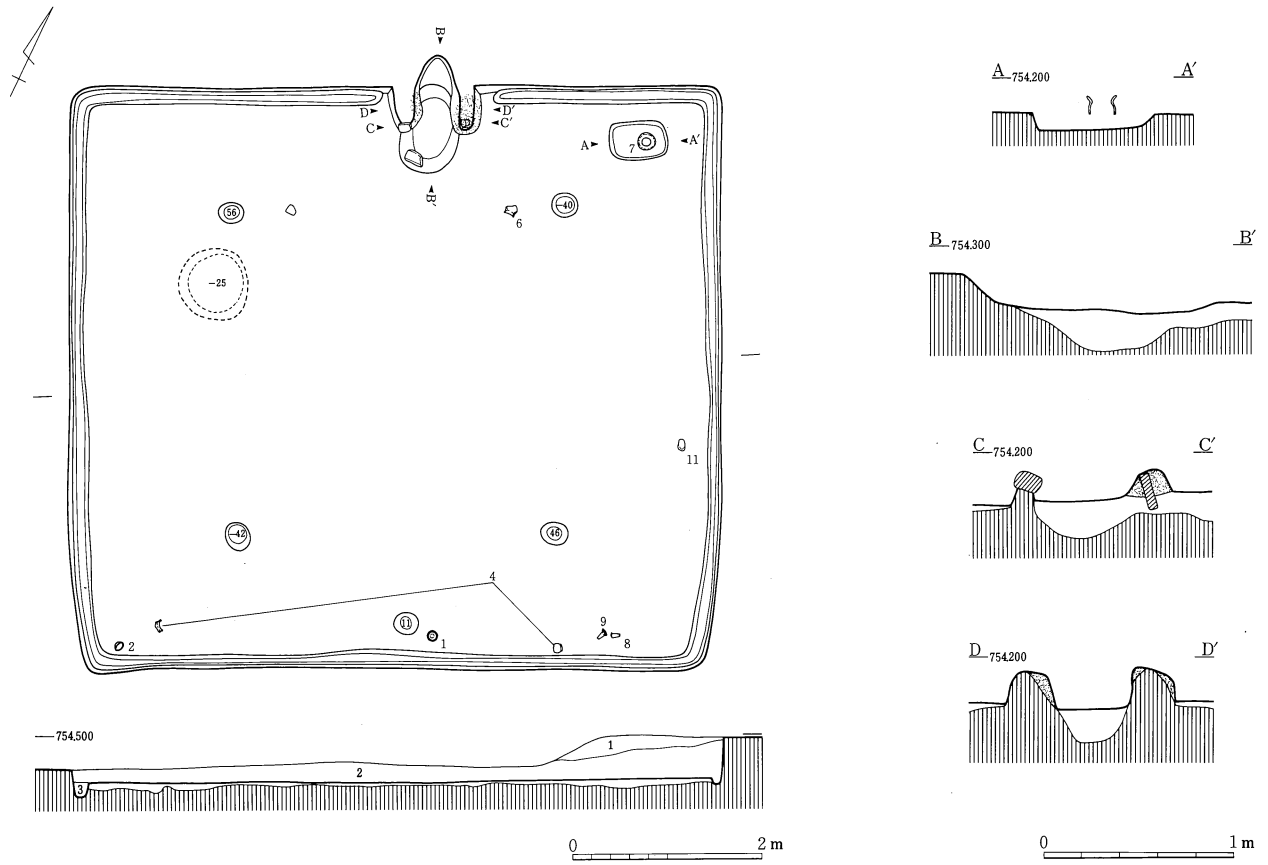 B
D D′
C C′
A 7 A′
B′
56 -40
6
-25
11
-42 46
4
11
2 1 9 8
754,500
1
2
3
0 2 m
A 754,200 A′
B 754,300 B′
C 754,200 C′
D 754,200 D′
0 1 m